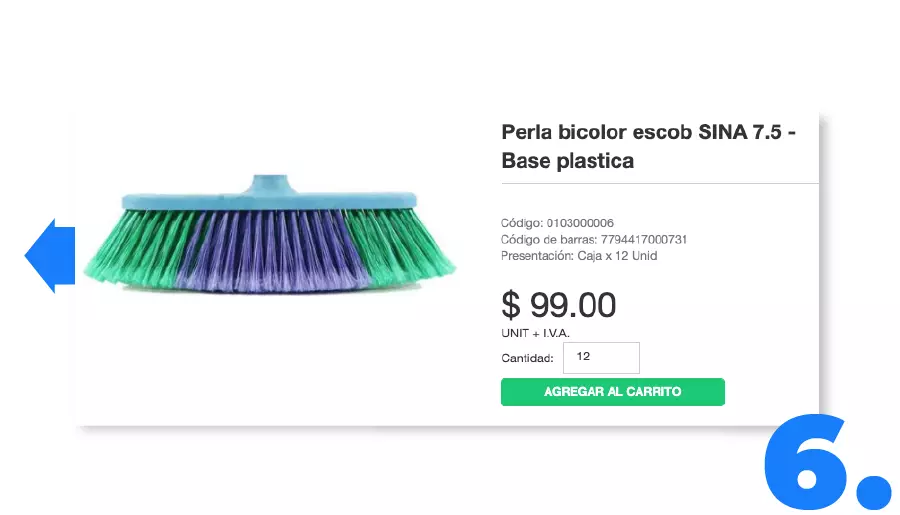 Perla bicolor escob SINA 7.5 -
Base plastica
Código: 0103000006
Código de barras: 7794417000731
Presentación: Caja x 12 Unid
$ 99.00
UNIT + I.V.A.
Cantidad: 12
AGREGAR AL CARRITO
6.